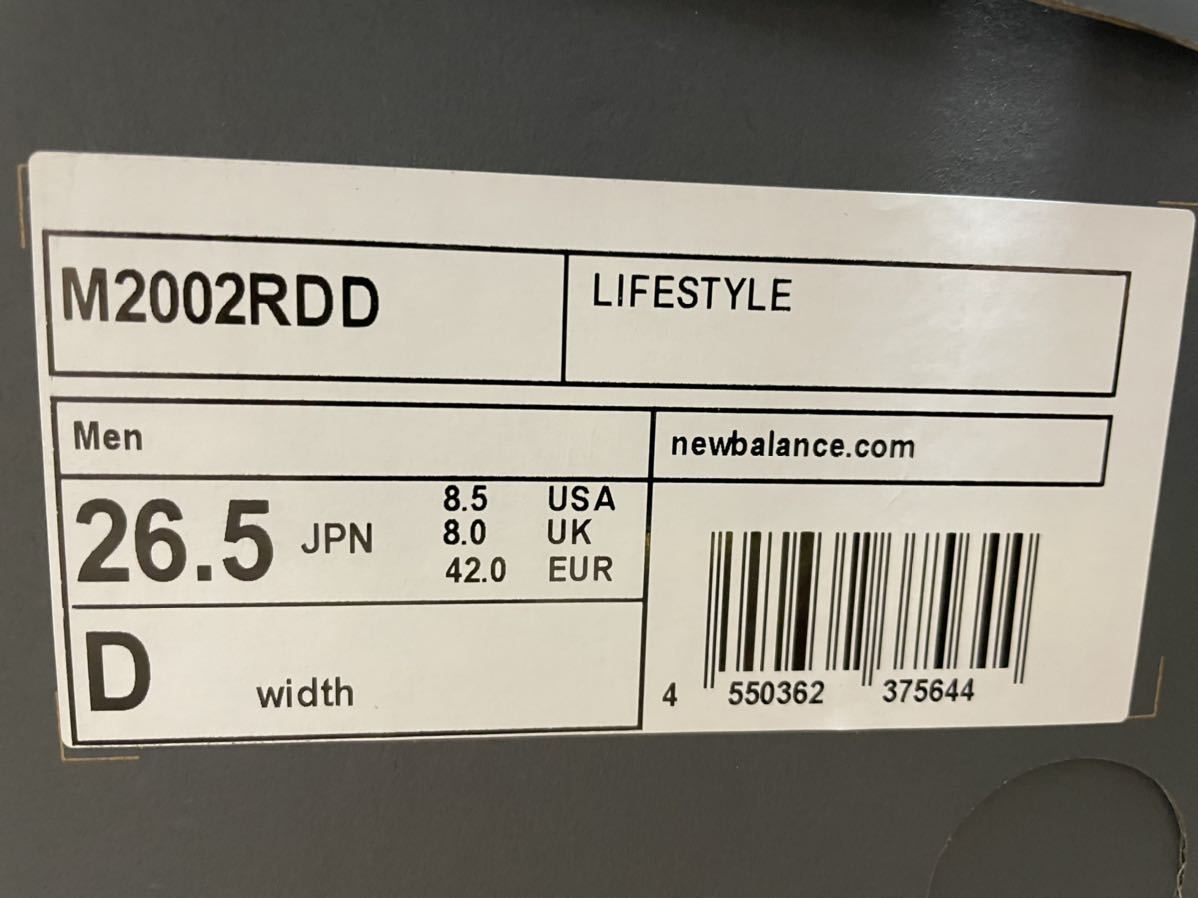 M2002RDD
LIFESTYLE
Men
newbalance.com
26.5 JPN
8.5 USA
8.0 UK
42.0 EUR
D width
4 550362 375644